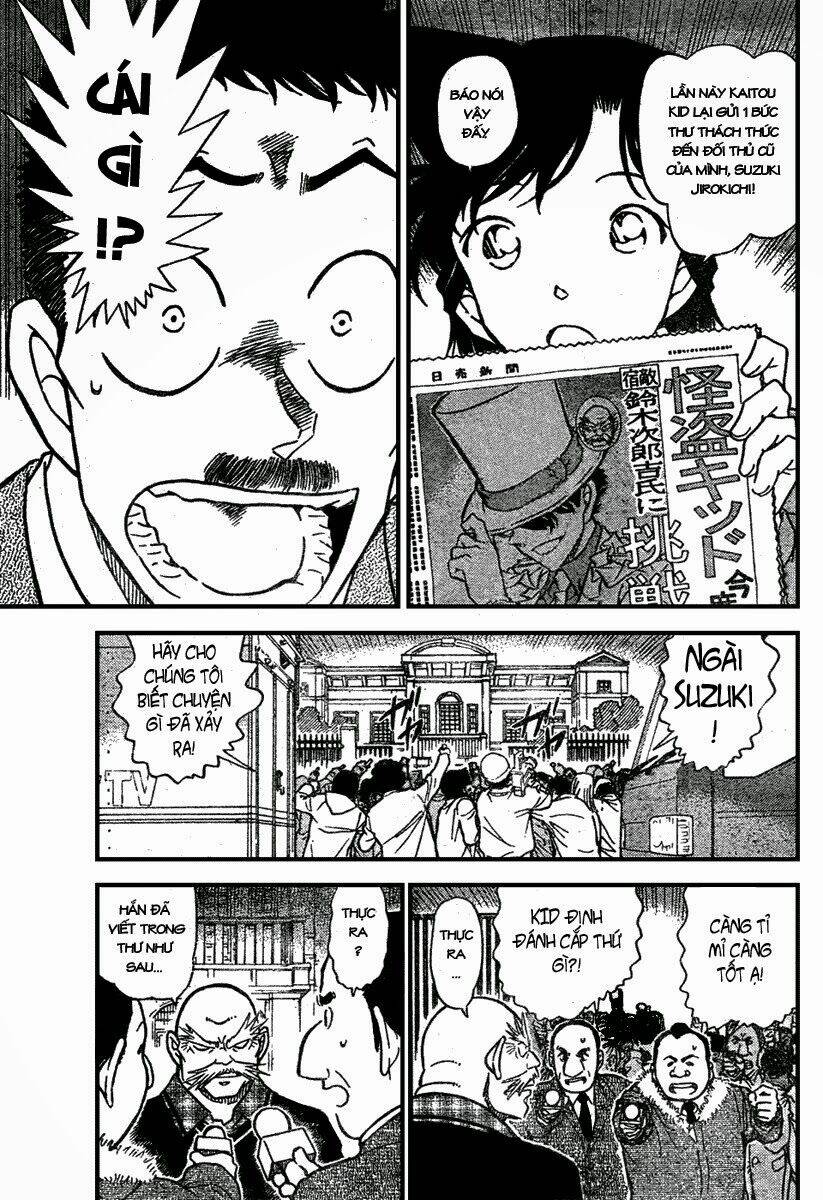 LẦN NÀY KAITOU
KID LẠI GỬI 1 BỨC
THƯ THÁCH THỨC
ĐẾN ĐỐI THỦ CŨ
CỦA MÌNH, SUZUKI
JIROKICHI!
BÁO NÓI
VẬY
ĐẤY
日売新聞
怪盗キッド
今度
宿敵
鈴木次郎吉氏に
挑戦
CÁI
GÌ
!?
NGÀI
SUZUKI
!
HÃY CHO
CHÚNG TÔI
BIẾT CHUYỆN
GÌ ĐÃ XẢY
RA!
TV
CÀNG TỈ
MỈ CÀNG
TỐT Ạ!
KID ĐỊNH
ĐÁNH CẮP THỨ
GÌ?!
THỰC
RA
...
THỰC
RA
?
HẮN ĐÃ
VIẾT TRONG
THƯ NHƯ
SAU...